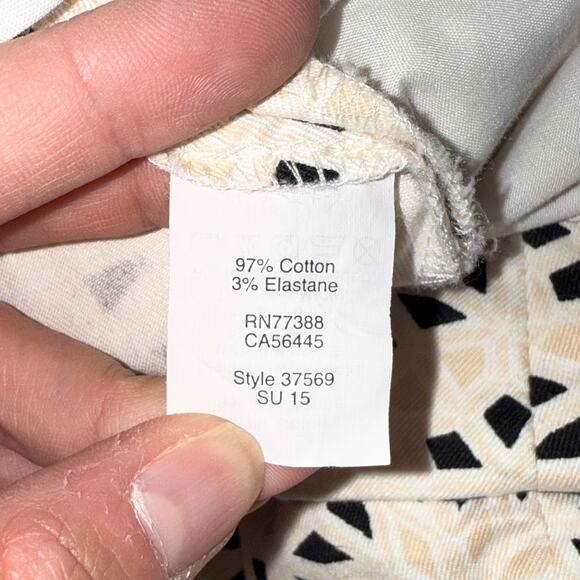 97% Cotton
3% Elastane
RN77388
CA56445
Style 37569
SU 15